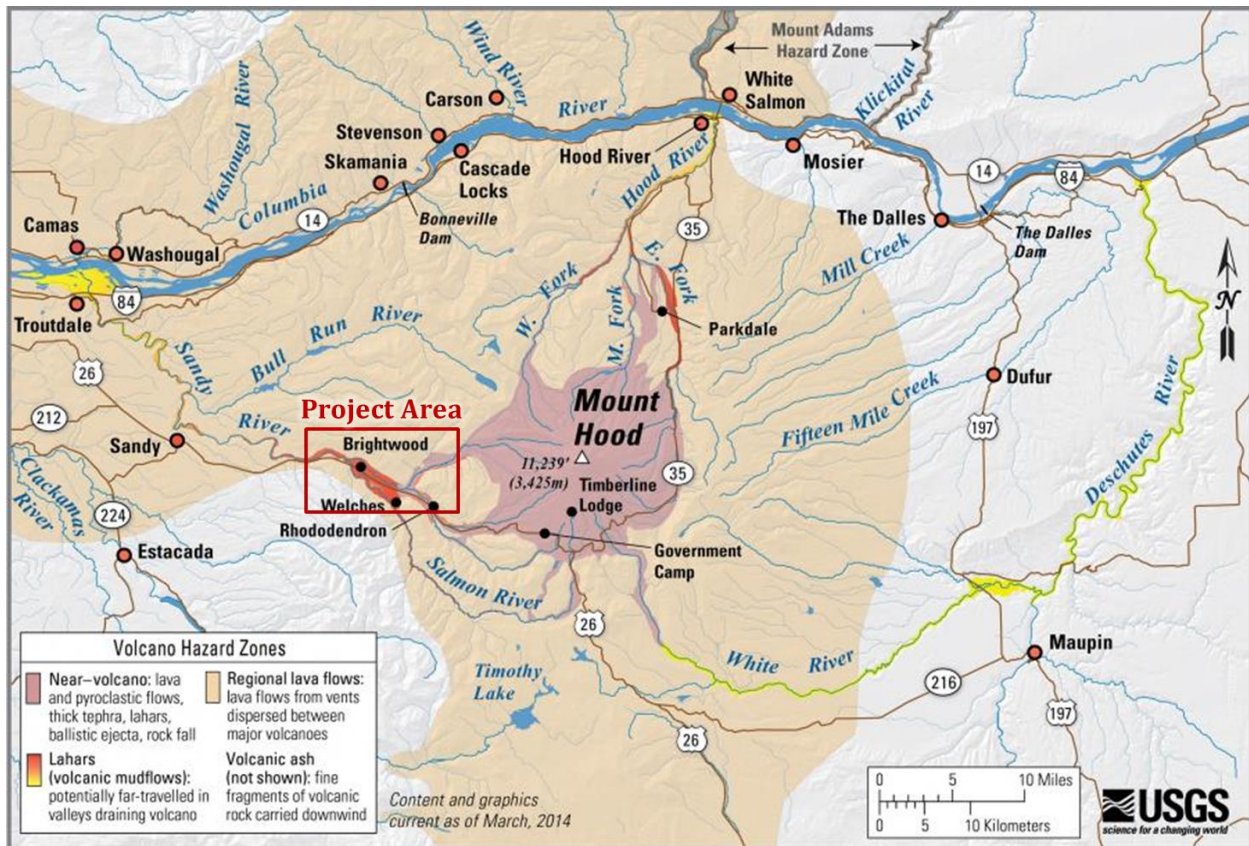 Mount Adams
Hazard Zone
Wind River
Klickitat
River
White
Salmon
Carson
Washougal River
River
Stevenson
Hood River
Skamania
Cascade
Locks
Mosier
Hood River
Columbia
14
14
84
Bonneville
Dam
Camas
Washougal
The Dalles
The Dalles
Dam
35
Mill Creek
84
Troutdale
W. Fork
M. Fork
E. Fork
Parkdale
N
Sandy
River
Bull Run River
26
212
Dufur
Fifteen Mile Creek
197
Deschutes
River
Project Area
Brightwood
Mount
Hood
11,239'
(3,425m)
Sandy
35
Timberline
Lodge
Welches
Rhododendron
Clackamas
River
224
Estacada
Government
Camp
Salmon River
26
White River
Maupin
216
197
Timothy
Lake
26
Volcano Hazard Zones
Near–volcano: lava
and pyroclastic flows,
thick tephra, lahars,
ballistic ejecta, rock fall
Regional lava flows:
lava flows from vents
dispersed between
major volcanoes
Lahars
(volcanic mudflows):
potentially far-travelled in
valleys draining volcano
Volcanic ash
(not shown): fine
fragments of volcanic
rock carried downwind
Content and graphics
current as of March, 2014
0 5 10 Miles
0 5 10 Kilometers
USGS
science for a changing world